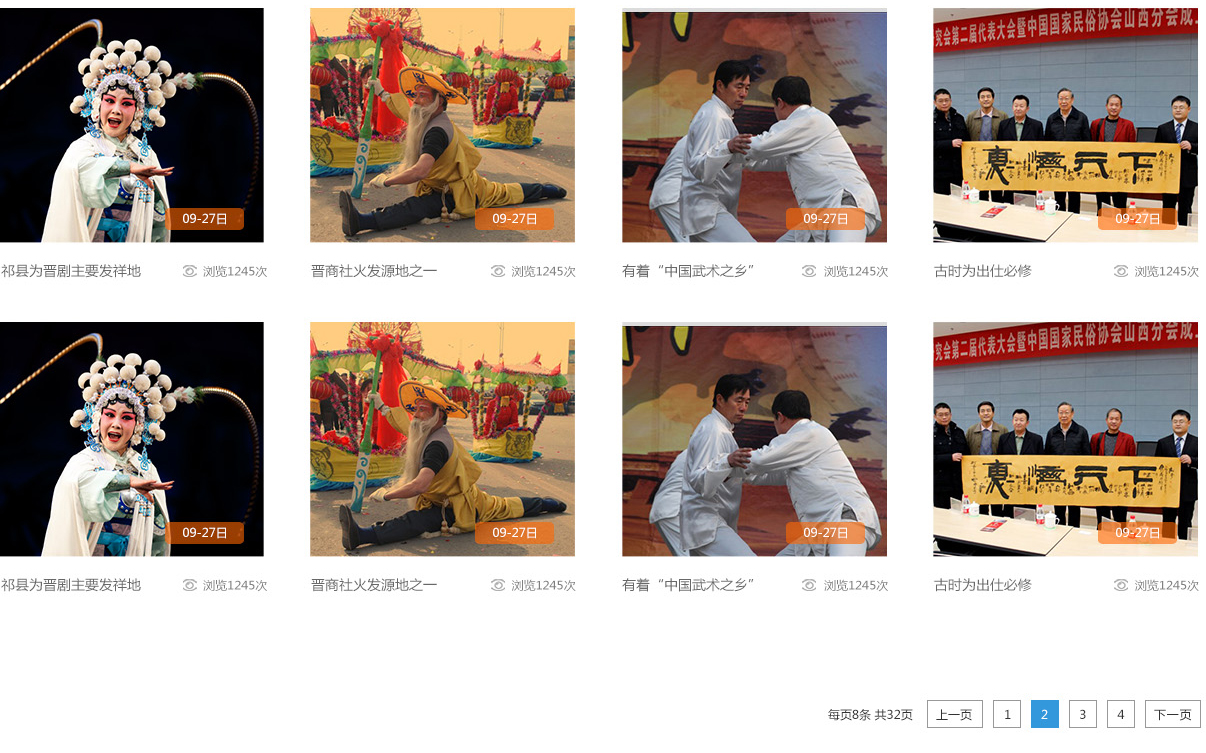 究会第二届代表大会暨中国国家民俗协会山西分会成
09-27日
09-27日
09-27日
09-27日
祁县为晋剧主要发祥地
浏览1245次
晋商社火发源地之一
浏览1245次
有着“中国武术之乡”
浏览1245次
古时为出仕必修
浏览1245次
究会第二届代表大会暨中国国家民俗协会山西分会成
09-27日
09-27日
09-27日
09-27日
祁县为晋剧主要发祥地
浏览1245次
晋商社火发源地之一
浏览1245次
有着“中国武术之乡”
浏览1245次
古时为出仕必修
浏览1245次
每页8条 共32页 上一页 1 2 3 4 下一页